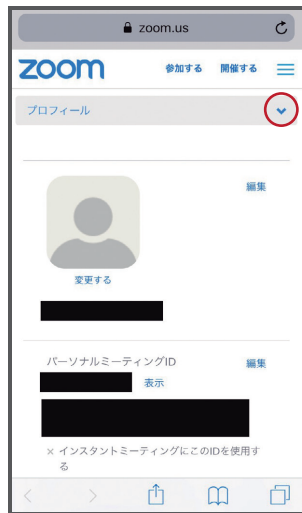 zoom.us
zoom 参加する 開催する
プロフィール
編集
変更する
パーソナルミーティングID 編集
表示
× インスタントミーティングにこのIDを使用す
る